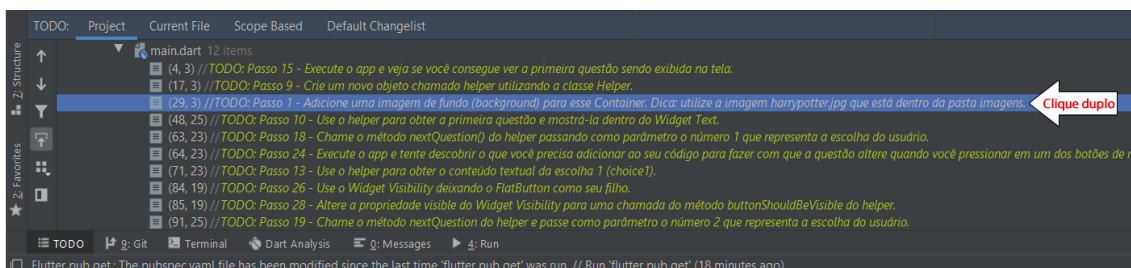 TODO: Project Current File Scope Based Default Changelist
main.dart 12 items
(4, 3) //TODO: Passo 15 - Execute o app e veja se você consegue ver a primeira questão sendo exibida na tela.
(17, 3) //TODO: Passo 9 - Crie um novo objeto chamado helper utilizando a classe Helper.
(29, 3) //TODO: Passo 1 - Adicione uma imagem de fundo (background) para esse Container. Dica: utilize a imagem harrypotter.jpg que está dentro da pasta imagens.
Clique duplo
(48, 25) //TODO: Passo 10 - Use o helper para obter a primeira questão e mostrá-la dentro do Widget Text.
(63, 23) //TODO: Passo 18 - Chame o método nextQuestion() do helper passando como parâmetro o número 1 que representa a escolha do usuário.
(64, 23) //TODO: Passo 24 - Execute o app e tente descobrir o que você precisa adicionar ao seu código para fazer com que a questão altere quando você pressionar em um dos botões de
(71, 23) //TODO: Passo 13 - Use o helper para obter o conteúdo textual da escolha 1 (choice1).
(84, 19) //TODO: Passo 26 - Use o Widget Visibility deixando o FlatButton como seu filho.
(85, 19) //TODO: Passo 28 - Altere a propriedade visible do Widget Visibility para uma chamada do método buttonShouldBeVisible do helper.
(91, 25) //TODO: Passo 19 - Chame o método nextQuestion do helper e passe como parâmetro o número 2 que representa a escolha do usuário.
Z: Structure
2: Favorites
TODO 9: Git Terminal Dart Analysis 0: Messages 4: Run
Flutter pub get: The pubspec.yaml file has been modified since the last time 'flutter pub get' was run. // Run 'flutter pub get' (18 minutes ago)